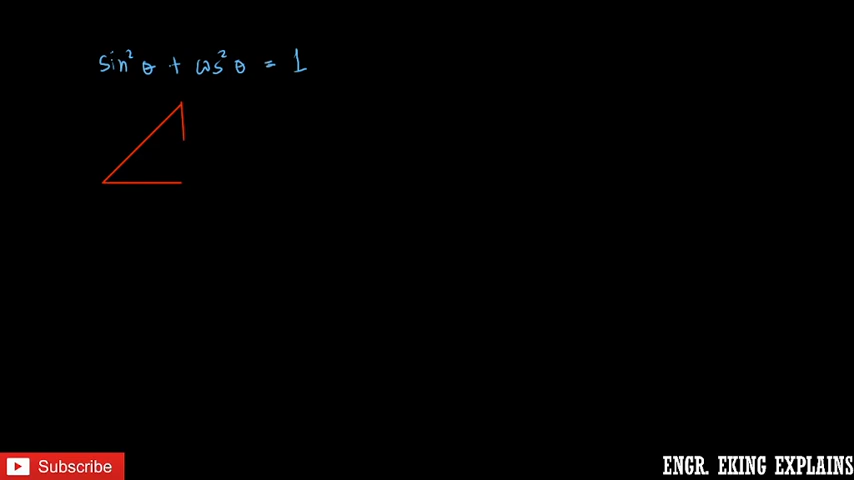 sin² θ + cos² θ = 1
Subscribe
ENGR. EKING EXPLAINS